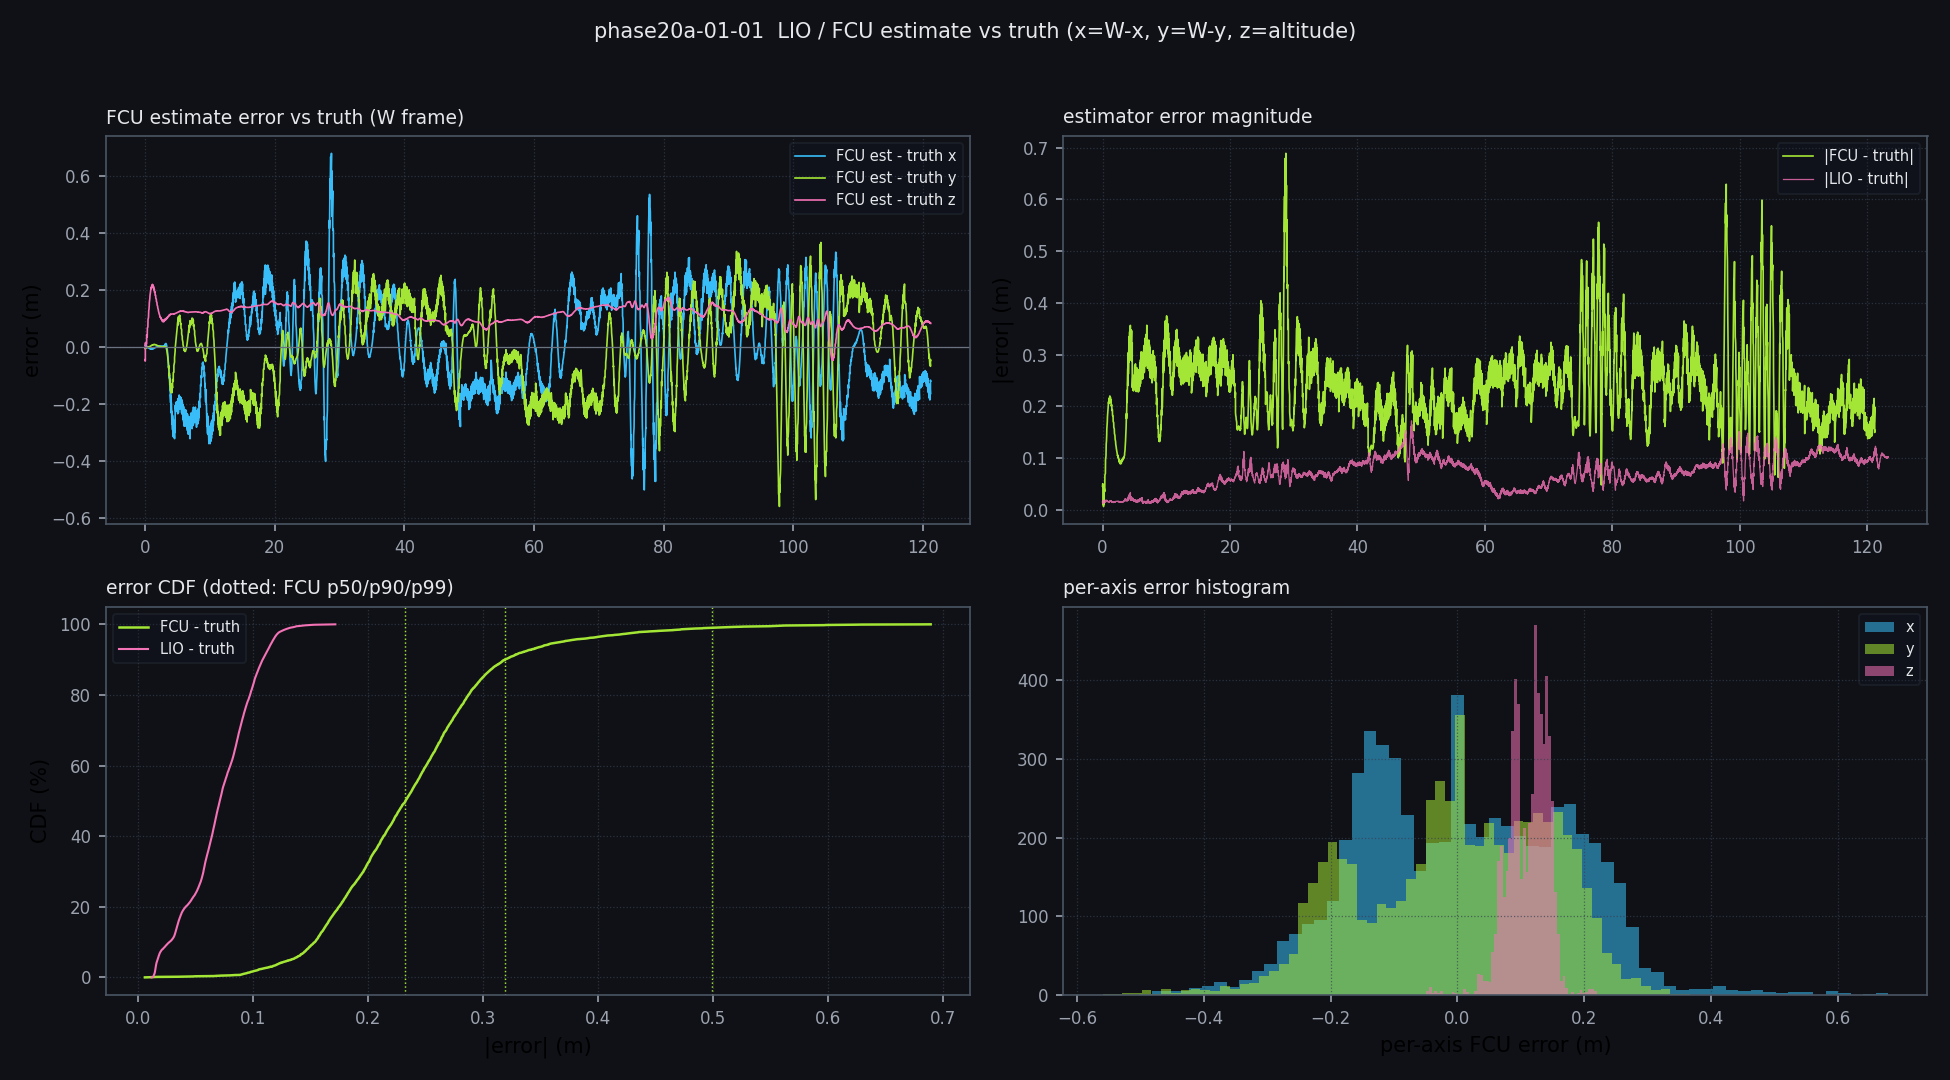 phase20a-01-01  LIO / FCU estimate vs truth (x=W-x, y=W-y, z=altitude)
FCU estimate error vs truth (W frame)
error (m)
0.6
0.4
0.2
0.0
−0.2
−0.4
−0.6
0 20 40 60 80 100 120
FCU est - truth x
FCU est - truth y
FCU est - truth z
estimator error magnitude
|error| (m)
0.7
0.6
0.5
0.4
0.3
0.2
0.1
0.0
0 20 40 60 80 100 120
|FCU - truth|
|LIO - truth|
error CDF (dotted: FCU p50/p90/p99)
CDF (%)
100
80
60
40
20
0
0.0 0.1 0.2 0.3 0.4 0.5 0.6 0.7
|error| (m)
FCU - truth
LIO - truth
per-axis error histogram
400
300
200
100
0
−0.6 −0.4 −0.2 0.0 0.2 0.4 0.6
per-axis FCU error (m)
x
y
z